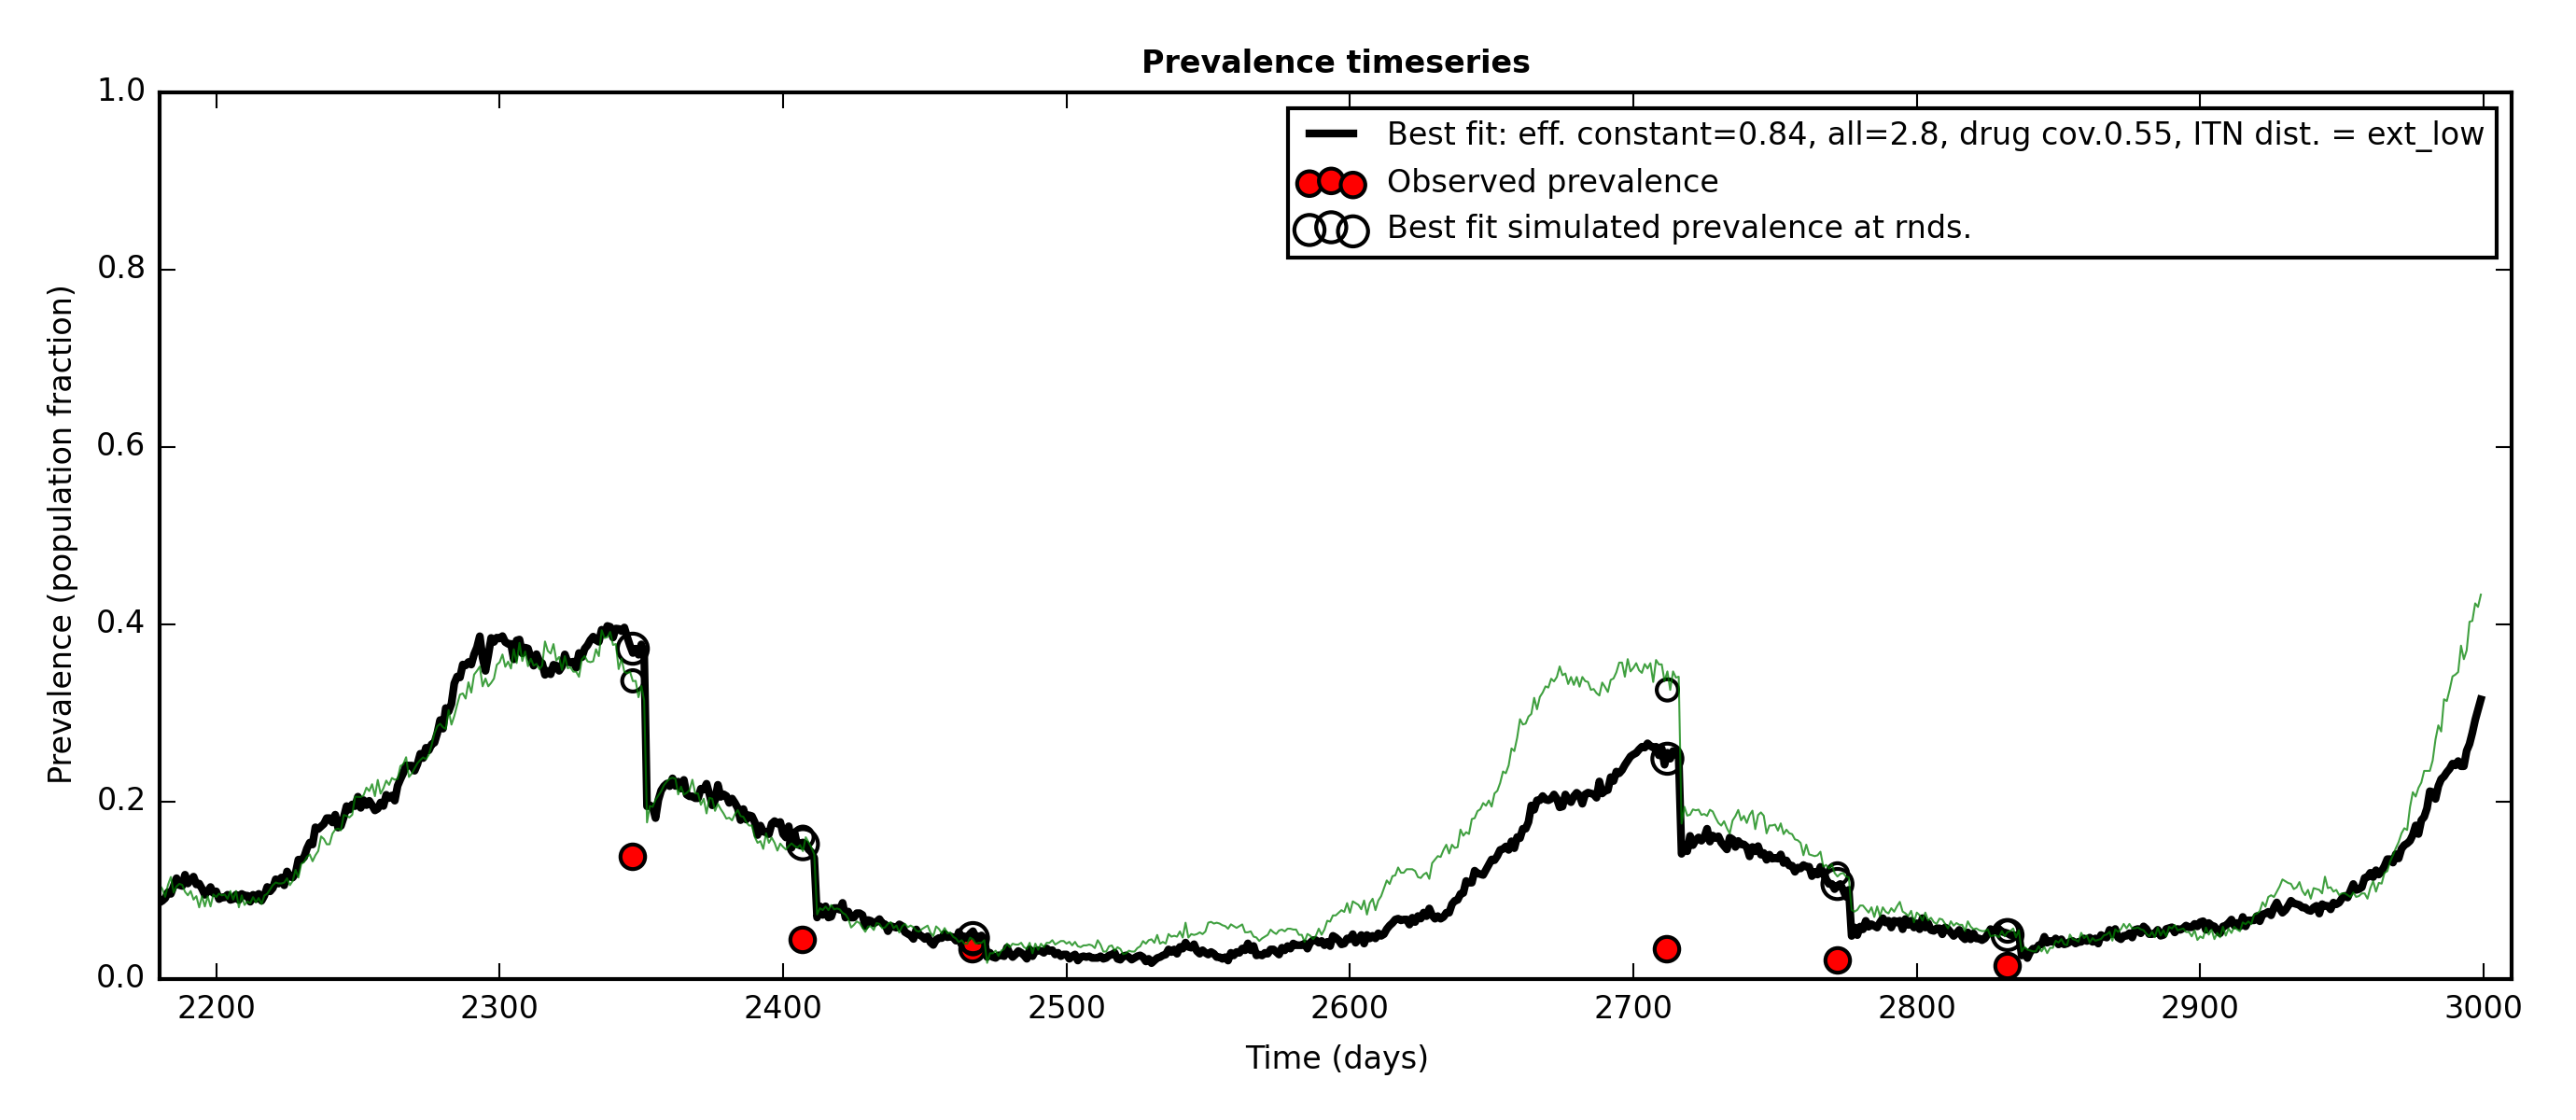 Prevalence timeseries
1.0
0.8
0.6
0.4
0.2
0.0
Prevalence (population fraction)
Best fit: eff. constant=0.84, all=2.8, drug cov.0.55, ITN dist. = ext_low
Observed prevalence
Best fit simulated prevalence at rnds.
2200 2300 2400 2500 2600 2700 2800 2900 3000
Time (days)